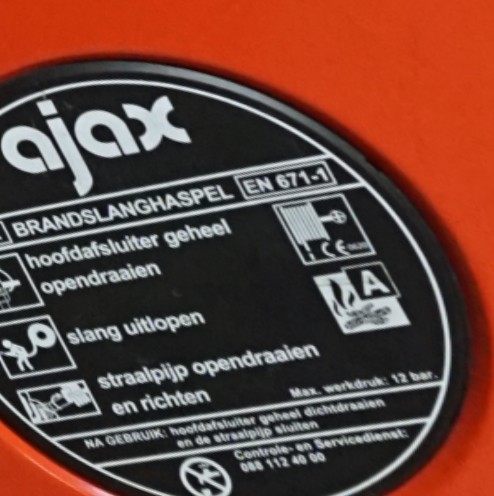 ajax
BRANDSLANGHASPEL EN 671-1
hoofdafsluiter geheel
opendraaien
CE
A
slang uitlopen
straalpijp opendraaien
en richten
Max. werkdruk: 12 bar.
NA GEBRUIK: hoofdafsluiter geheel dichtdraaien
en de straalpijp sluiten
Controle- en Servicedienst:
088 112 40 00